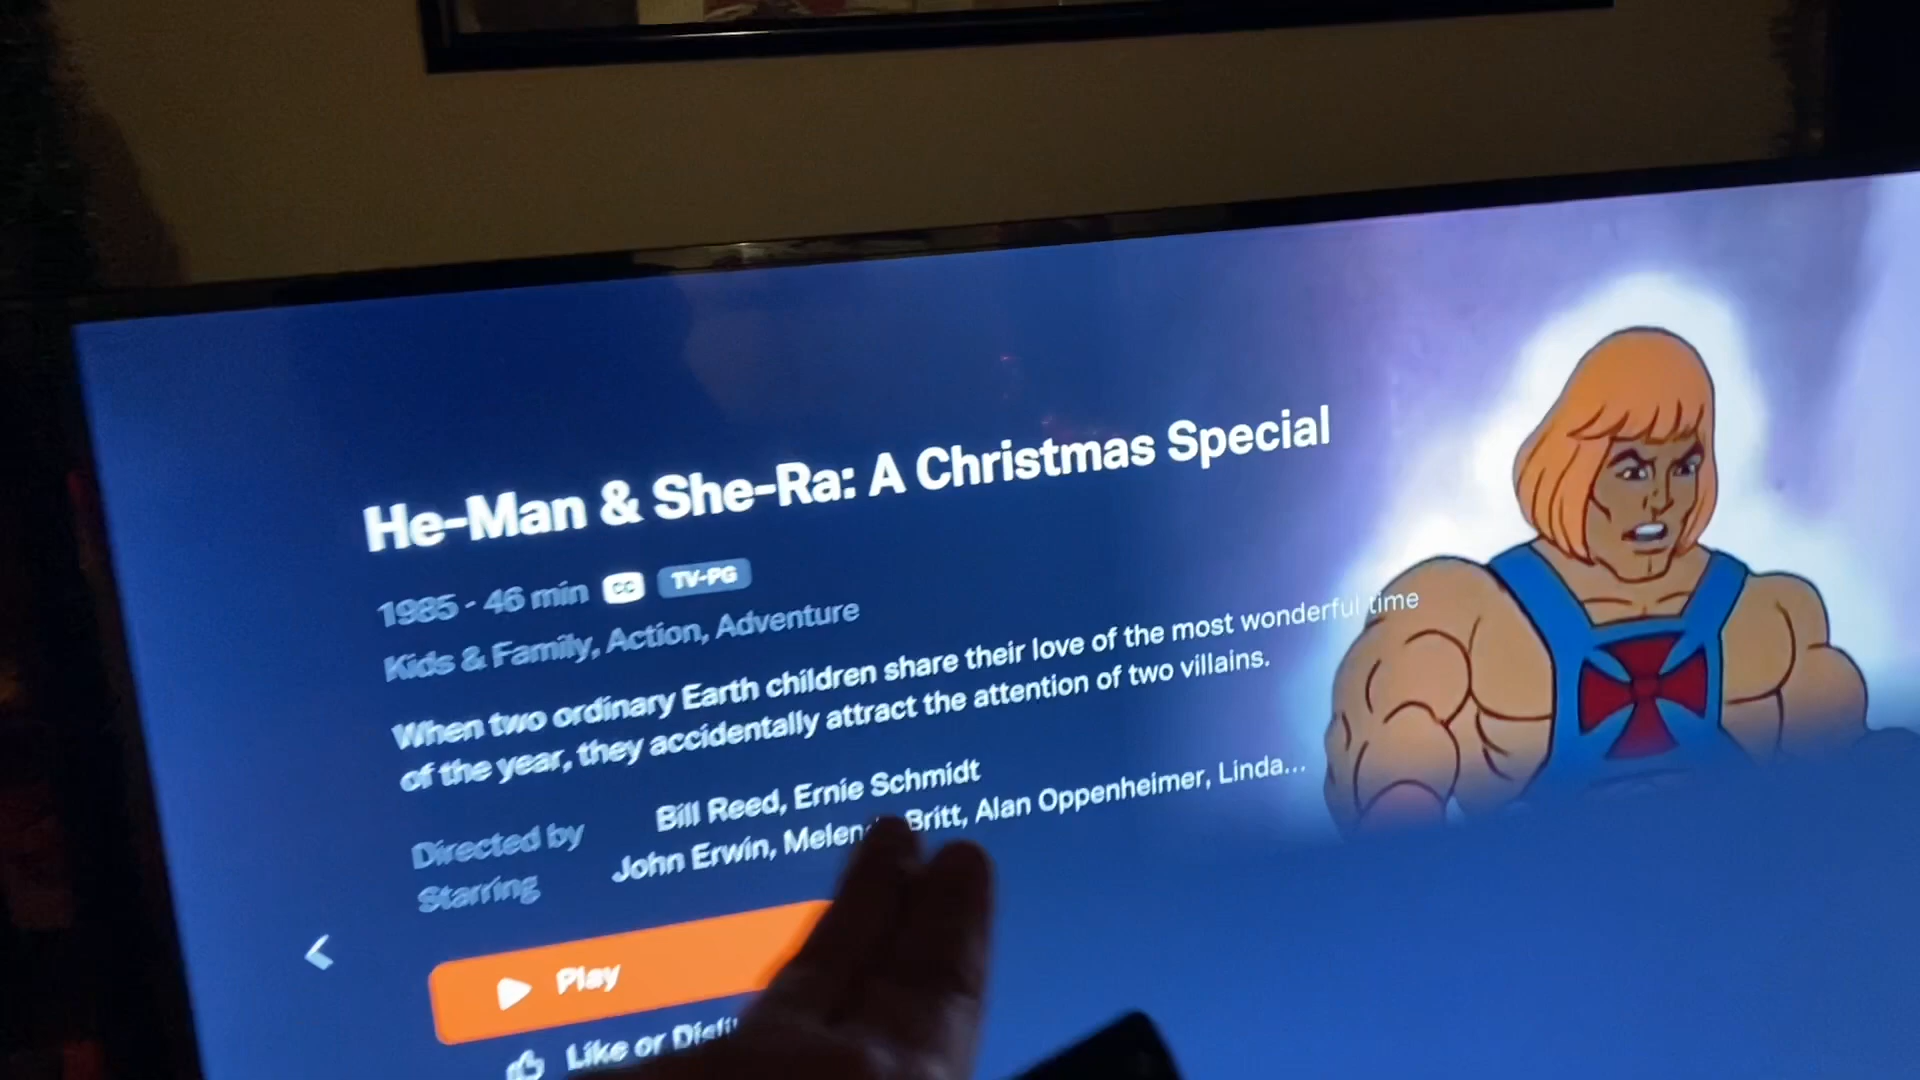 He-Man & She-Ra: A Christmas Special
1985 · 46 min CC TV-PG
Kids & Family, Action, Adventure
When two ordinary Earth children share their love of the most wonderful time
of the year, they accidentally attract the attention of two villains.
Directed by Bill Reed, Ernie Schmidt
Starring John Erwin, Britt, Alan Oppenheimer, Linda...
Play
Like or